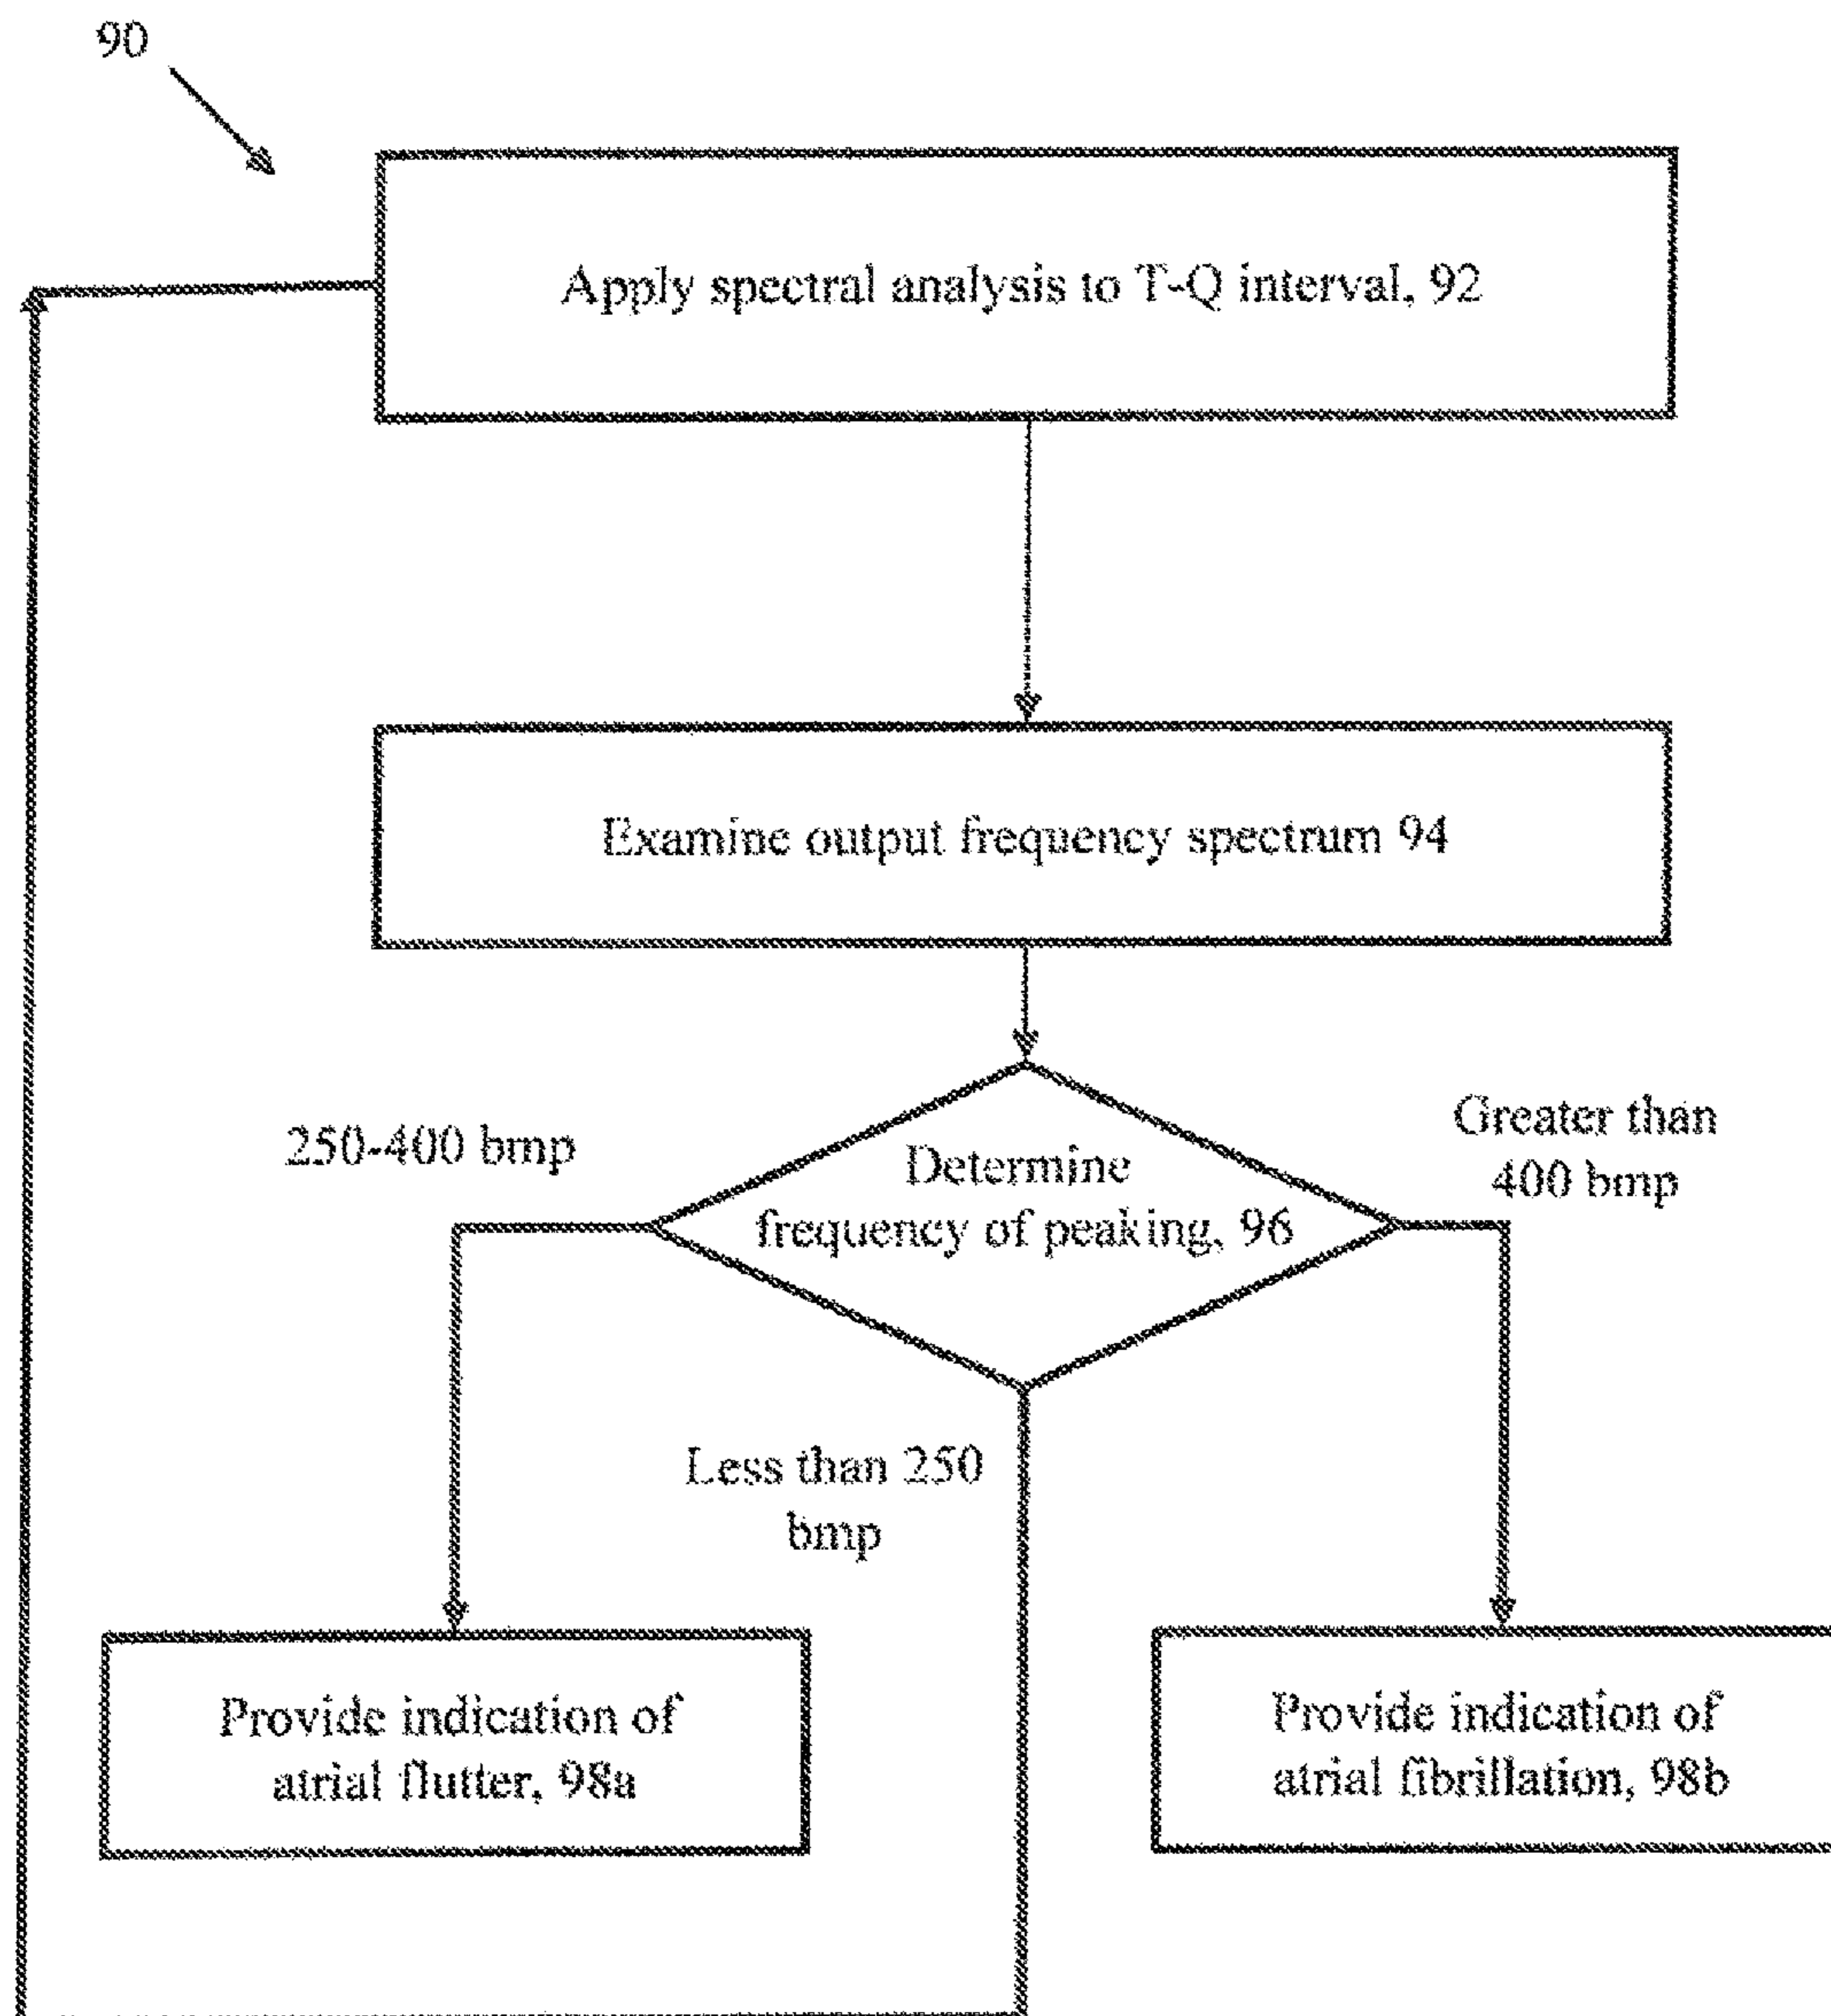 90
Apply spectral analysis to T-Q interval, 92
Examine output frequency spectrum 94
250-400 bmp
Determine
frequency of peaking, 96
Greater than
400 bmp
Less than 250
bmp
Provide indication of
atrial flutter, 98a
Provide indication of
atrial fibrillation, 98b